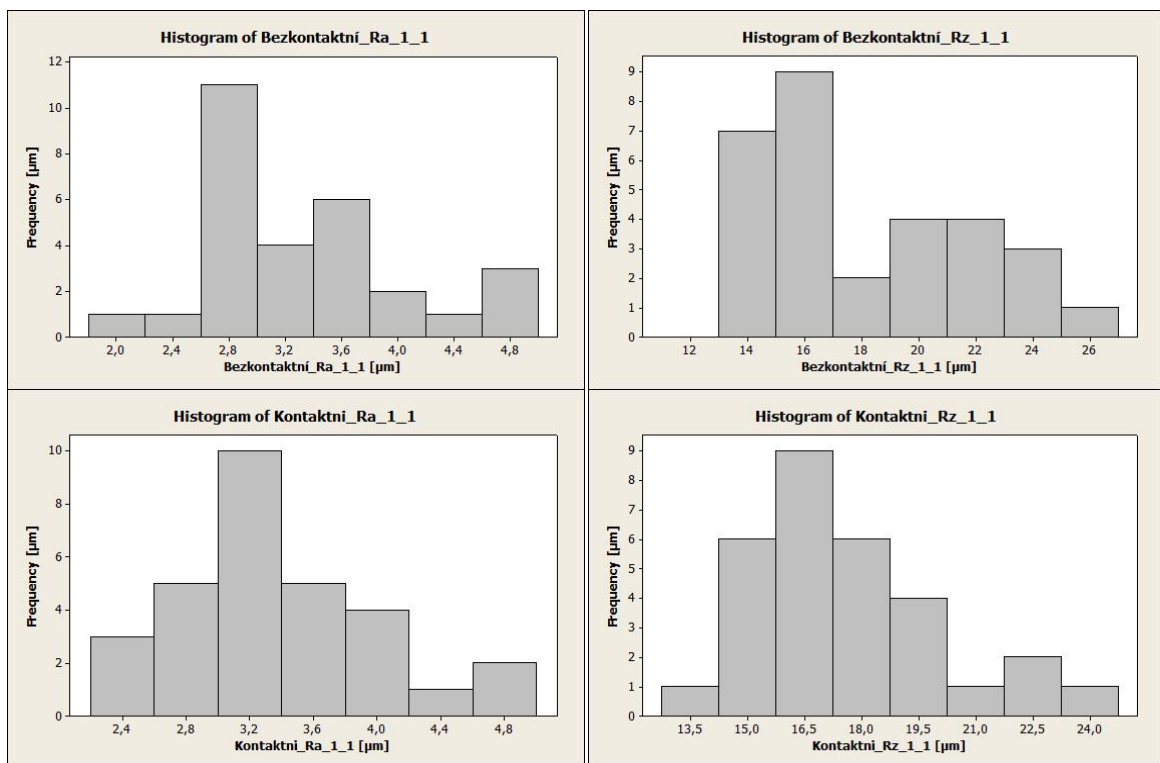 Histogram of Bezkontaktní_Ra_1_1
12
10
8
6
4
2
0
Frequency [µm]
2,0 2,4 2,8 3,2 3,6 4,0 4,4 4,8
Bezkontaktní_Ra_1_1 [µm]
Histogram of Bezkontaktní_Rz_1_1
9
8
7
6
5
4
3
2
1
0
Frequency [µm]
12 14 16 18 20 22 24 26
Bezkontaktní_Rz_1_1 [µm]
Histogram of Kontaktni_Ra_1_1
10
8
6
4
2
0
Frequency [µm]
2,4 2,8 3,2 3,6 4,0 4,4 4,8
Kontaktni_Ra_1_1 [µm]
Histogram of Kontaktni_Rz_1_1
9
8
7
6
5
4
3
2
1
0
Frequency [µm]
13,5 15,0 16,5 18,0 19,5 21,0 22,5 24,0
Kontaktni_Rz_1_1 [µm]